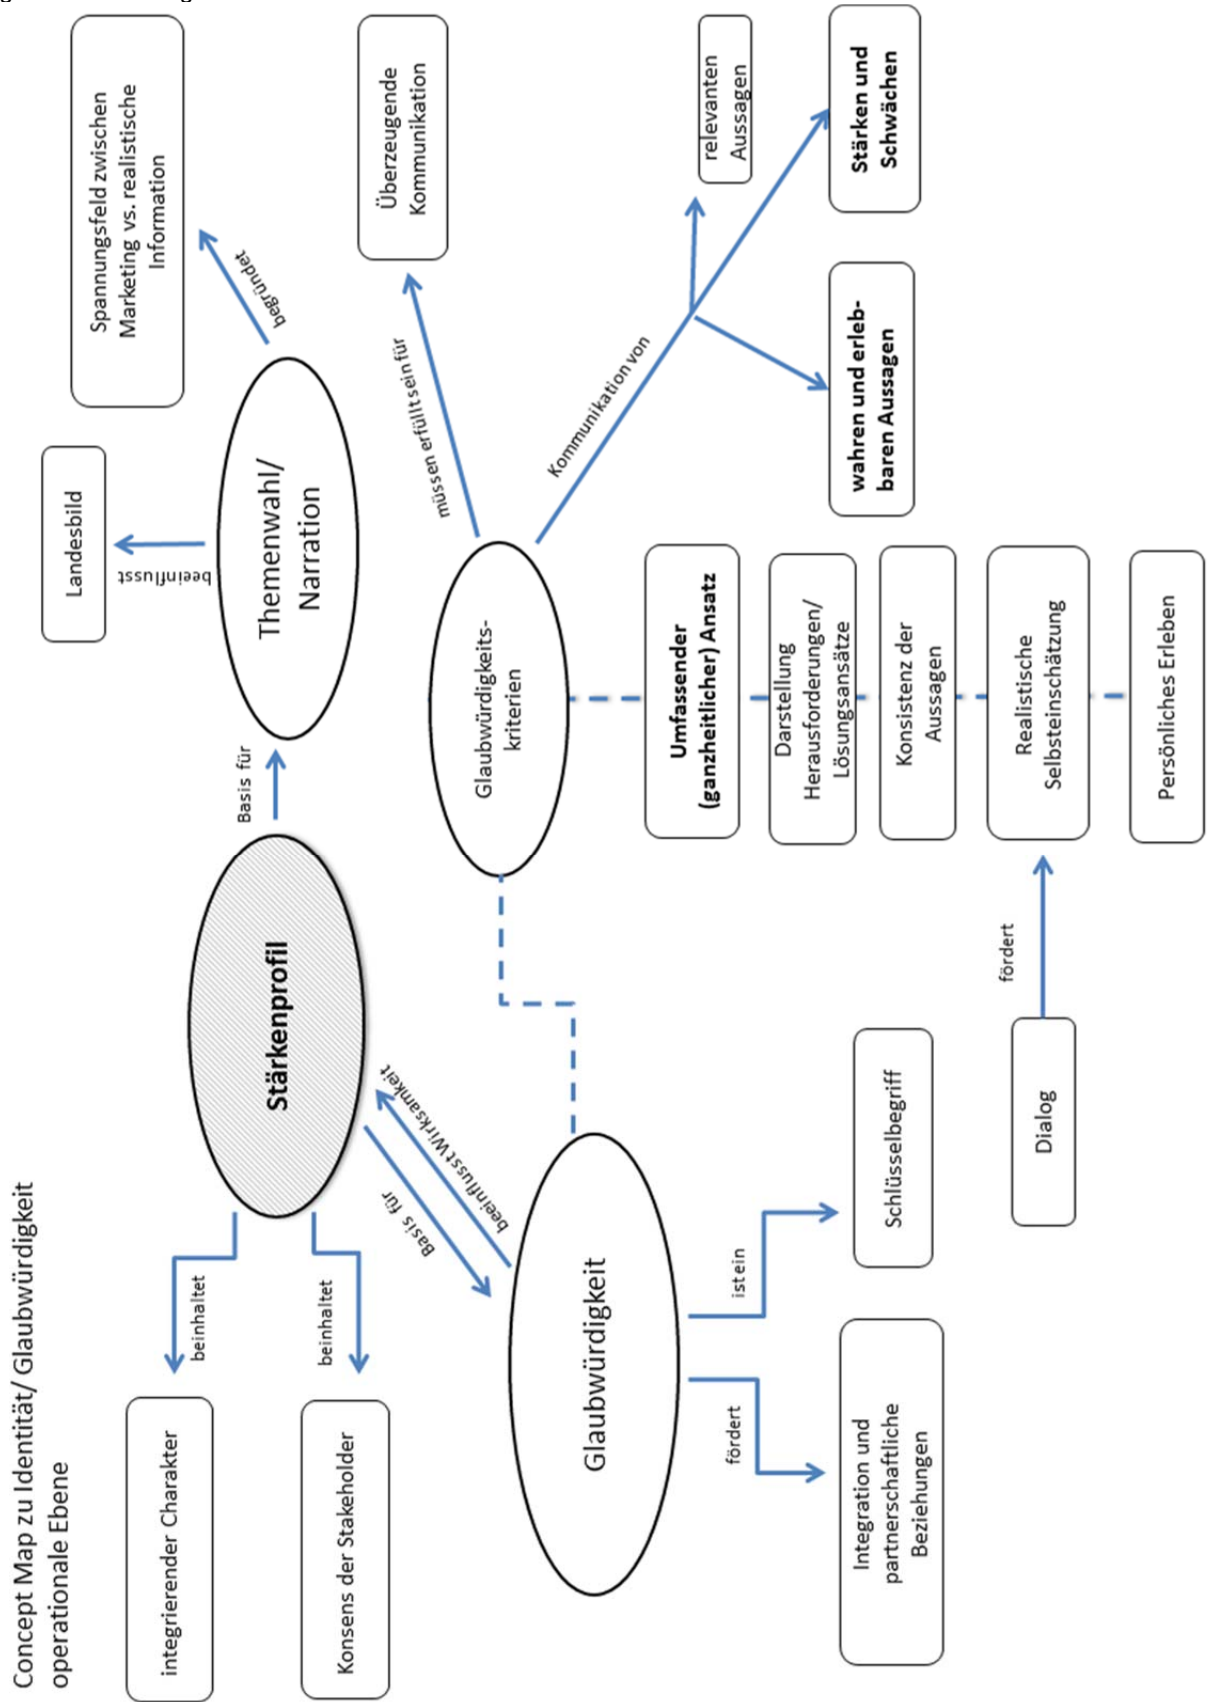 Concept Map zu Identität/ Glaubwürdigkeit
operationale Ebene
integrierender Charakter
beinhaltet
Konsens der Stakeholder
beinhaltet
Stärkenprofil
Basis für
Themenwahl/
Narration
beeinflusst
Landesbild
begründet
Spannungsfeld zwischen
Marketing vs. realistische
Information
Basis für
beeinflusst Wirksamkeit
Glaubwürdigkeit
fördert
Integration und
partnerschaftliche
Beziehungen
ist ein
Schlüsselbegriff
Glaubwürdigkeits-
kriterien
müssen erfüllt sein für
Überzeugende
Kommunikation
Kommunikation von
relevanten
Aussagen
Stärken und
Schwächen
wahren und erleb-
baren Aussagen
Umfassender
(ganzheitlicher) Ansatz
Darstellung
Herausforderungen/
Lösungsansätze
Konsistenz der
Aussagen
Realistische
Selbsteinschätzung
Persönliches Erleben
fördert
Dialog